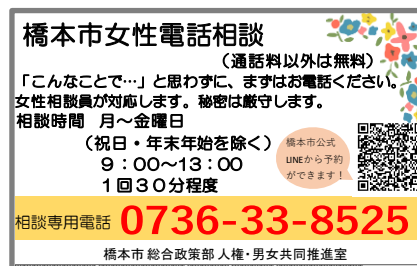 橋本市女性電話相談
（通話料以外は無料）
「こんなことで…」と思わずに、まずはお電話ください。
女性相談員が対応します。秘密は厳守します。
相談時間　月～金曜日
（祝日・年末年始を除く）
９：００～13：00
１回３０分程度
橋本市公式
LINEから予約
ができます！
相談専用電話 0736-33-8525
橋本市 総合政策部 人権・男女共同推進室